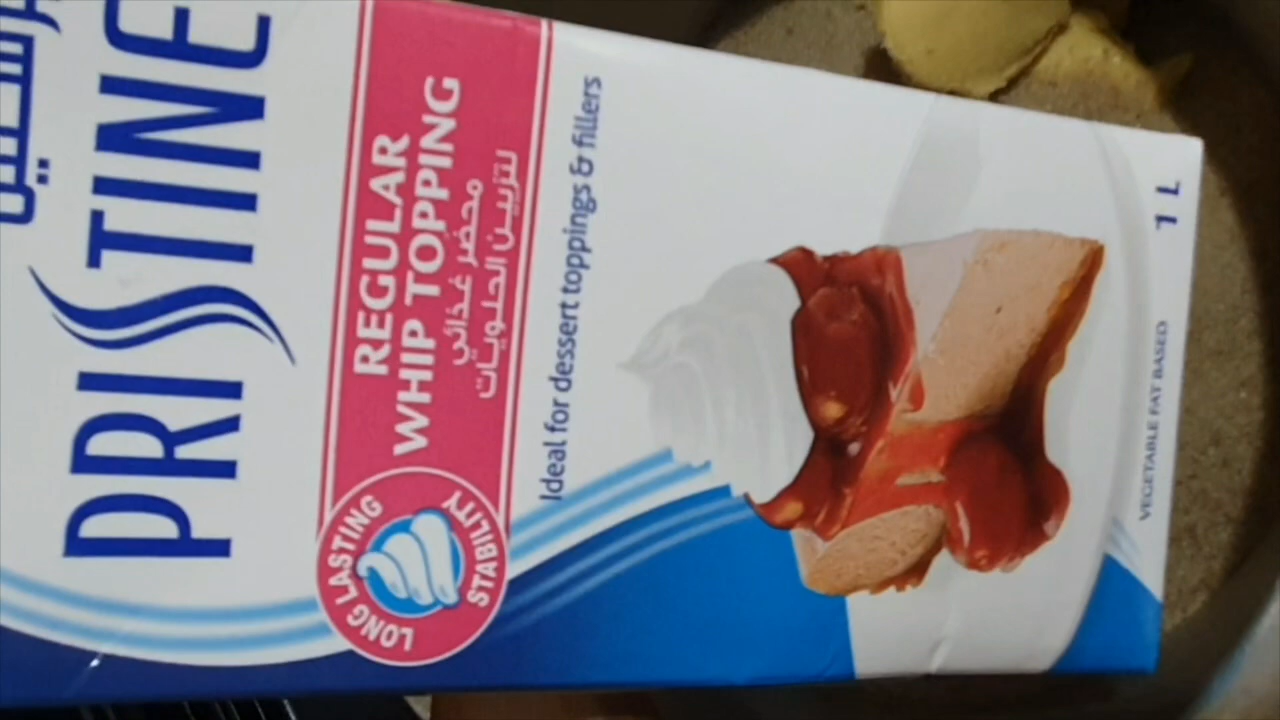 PRISTINE
REGULAR
WHIP TOPPING
محضر غذائي
لتزيين الحلويات
LONG LASTING
STABILITY
Ideal for dessert toppings & fillers
VEGETABLE FAT BASED
1 L